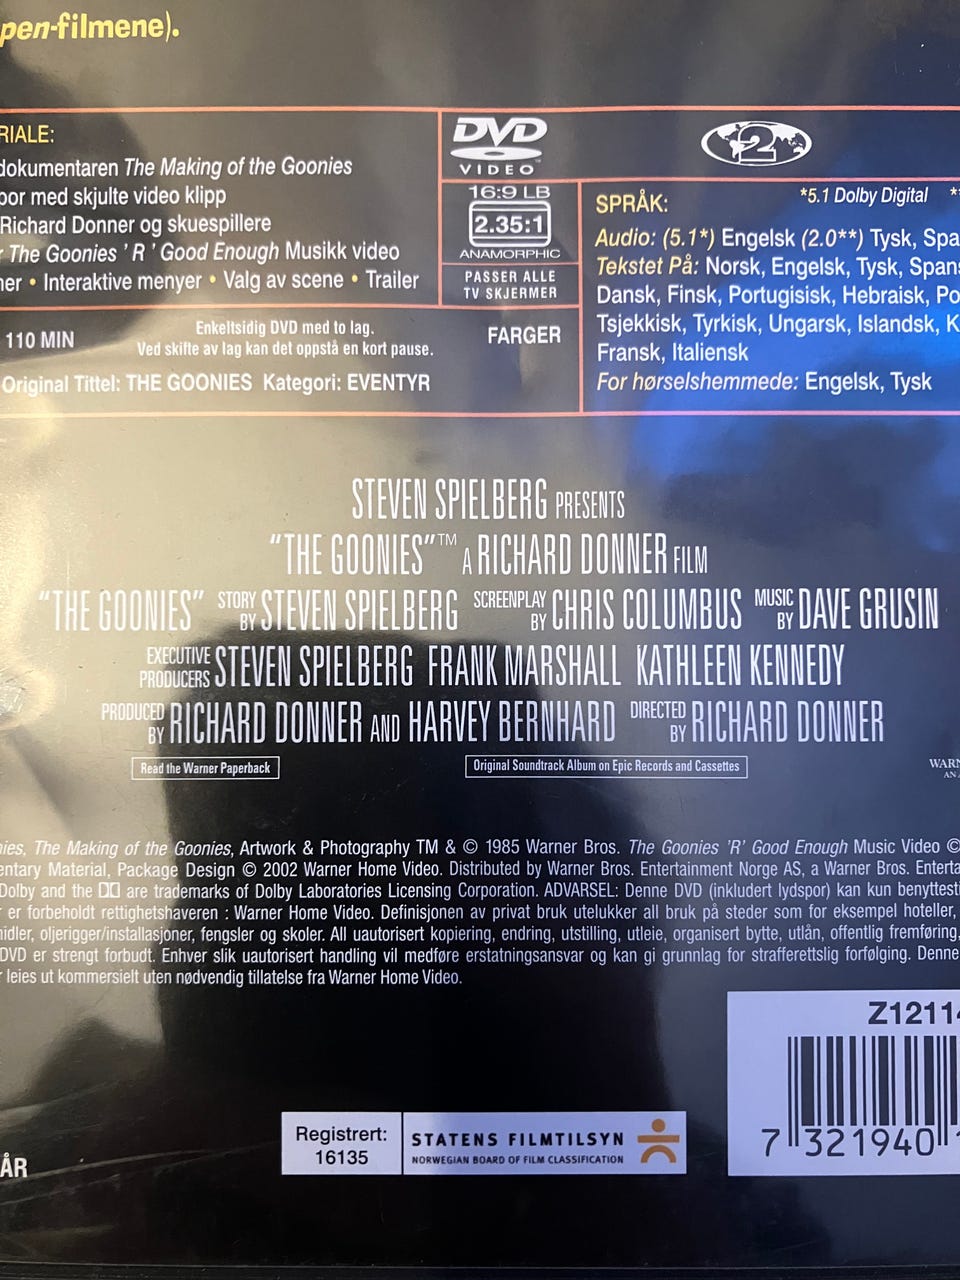 pen-filmene).
RIALE:
dokumentaren The Making of the Goonies
por med skjulte video klipp
Richard Donner og skuespillere
r The Goonies ' R ' Good Enough Musikk video
ner • Interaktive menyer • Valg av scene • Trailer
110 MIN
Enkeltsidig DVD med to lag.
Ved skifte av lag kan det oppstå en kort pause.
FARGER
Original Tittel: THE GOONIES Kategori: EVENTYR
DVD
VIDEO™
16:9 LB
2.35:1
ANAMORPHIC
PASSER ALLE
TV SKJERMER
2
SPRÅK:
*5.1 Dolby Digital **
Audio: (5.1*) Engelsk (2.0**) Tysk, Spa
Tekstet På: Norsk, Engelsk, Tysk, Spans
Dansk, Finsk, Portugisisk, Hebraisk, Po
Tsjekkisk, Tyrkisk, Ungarsk, Islandsk, K
Fransk, Italiensk
For hørselshemmede: Engelsk, Tysk
STEVEN SPIELBERG PRESENTS
"THE GOONIES"™ A RICHARD DONNER FILM
"THE GOONIES" STORY BY STEVEN SPIELBERG SCREENPLAY BY CHRIS COLUMBUS MUSIC BY DAVE GRUSIN
EXECUTIVE PRODUCERS STEVEN SPIELBERG FRANK MARSHALL KATHLEEN KENNEDY
PRODUCED BY RICHARD DONNER AND HARVEY BERNHARD DIRECTED BY RICHARD DONNER
Read the Warner Paperback
Original Soundtrack Album on Epic Records and Cassettes
WARN
AN A
nies, The Making of the Goonies, Artwork & Photography TM & © 1985 Warner Bros. The Goonies 'R' Good Enough Music Video ©
entary Material, Package Design © 2002 Warner Home Video. Distributed by Warner Bros. Entertainment Norge AS, a Warner Bros. Enterta
Dolby and the DD are trademarks of Dolby Laboratories Licensing Corporation. ADVARSEL: Denne DVD (inkludert lydspor) kan kun benyttesti
r er forbeholdt rettighetshaveren : Warner Home Video. Definisjonen av privat bruk utelukker all bruk på steder som for eksempel hoteller,
midler, oljerigger/installasjoner, fengsler og skoler. All uautorisert kopiering, endring, utstilling, utleie, organisert bytte, utlån, offentlig fremføring,
DVD er strengt forbudt. Enhver slik uautorisert handling vil medføre erstatningsansvar og kan gi grunnlag for strafferettslig forfølging. Denne
r leies ut kommersielt uten nødvendig tillatelse fra Warner Home Video.
Z12114
7 321940 1
Registrert:
16135
STATENS FILMTILSYN
NORWEGIAN BOARD OF FILM CLASSIFICATION
ÅR